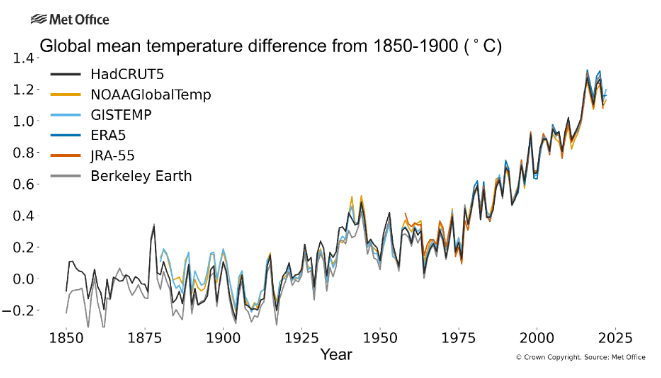 Met Office
Global mean temperature difference from 1850-1900 (°C)
1.4
1.2
1.0
0.8
0.6
0.4
0.2
0.0
−0.2
HadCRUT5
NOAAGlobalTemp
GISTEMP
ERA5
JRA-55
Berkeley Earth
1850 1875 1900 1925 1950 1975 2000 2025
Year
© Crown Copyright. Source: Met Office